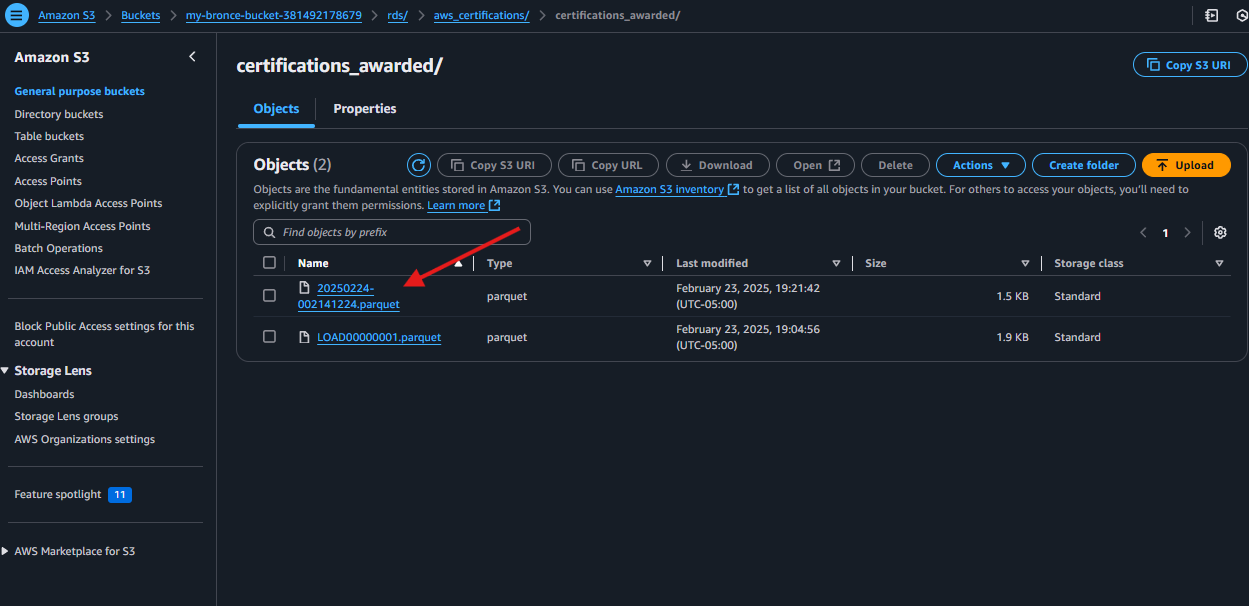 Amazon S3 > Buckets > my-bronce-bucket-381492178679 > rds/ > aws_certifications/ > certifications_awarded/
Amazon S3
General purpose buckets
Directory buckets
Table buckets
Access Grants
Access Points
Object Lambda Access Points
Multi-Region Access Points
Batch Operations
IAM Access Analyzer for S3
Block Public Access settings for this
account
Storage Lens
Dashboards
Storage Lens groups
AWS Organizations settings
Feature spotlight 11
AWS Marketplace for S3
certifications_awarded/
Copy S3 URI
Objects Properties
Objects (2) Copy S3 URI Copy URL Download Open Delete Actions Create folder Upload
Objects are the fundamental entities stored in Amazon S3. You can use Amazon S3 inventory to get a list of all objects in your bucket. For others to access your objects, you'll need to
explicitly grant them permissions. Learn more
Find objects by prefix
1
Name Type Last modified Size Storage class
20250224-
002141224.parquet parquet February 23, 2025, 19:21:42
(UTC-05:00) 1.5 KB Standard
LOAD00000001.parquet parquet February 23, 2025, 19:04:56
(UTC-05:00) 1.9 KB Standard